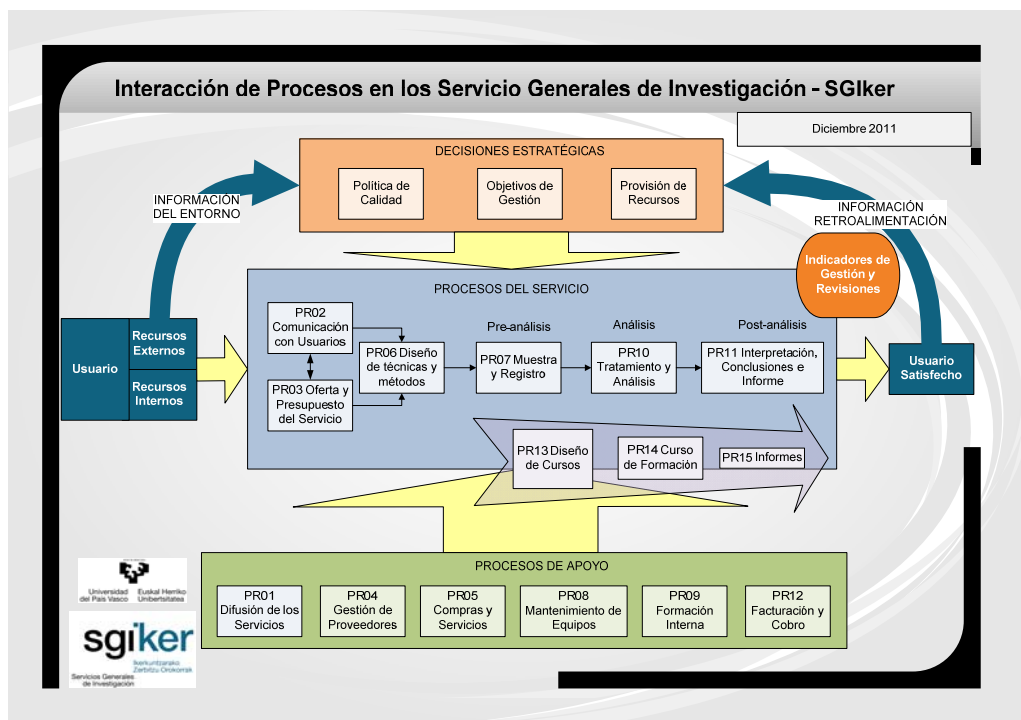 Interacción de Procesos en los Servicio Generales de Investigación - SGIker
Diciembre 2011
DECISIONES ESTRATÉGICAS
Política de
Calidad
Objetivos de
Gestión
Provisión de
Recursos
INFORMACIÓN
DEL ENTORNO
INFORMACIÓN
RETROALIMENTACIÓN
Indicadores de
Gestión y
Revisiones
PROCESOS DEL SERVICIO
Usuario
Recursos
Externos
Recursos
Internos
PR02
Comunicación
con Usuarios
PR03 Oferta y
Presupuesto
del Servicio
PR06 Diseño
de técnicas y
métodos
Pre-análisis
PR07 Muestra
y Registro
Análisis
PR10
Tratamiento y
Análisis
Post-análisis
PR11 Interpretación,
Conclusiones e
Informe
Usuario
Satisfecho
PR13 Diseño
de Cursos
PR14 Curso
de Formación
PR15 Informes
PROCESOS DE APOYO
PR01
Difusión de los
Servicios
PR04
Gestión de
Proveedores
PR05
Compras y
Servicios
PR08
Mantenimiento de
Equipos
PR09
Formación
Interna
PR12
Facturación y
Cobro
Universidad
del País Vasco
Euskal Herriko
Unibertsitatea
sgiker
Ikerkuntzarako
Zerbitzu Orokorrak
Servicios Generales
de Investigación